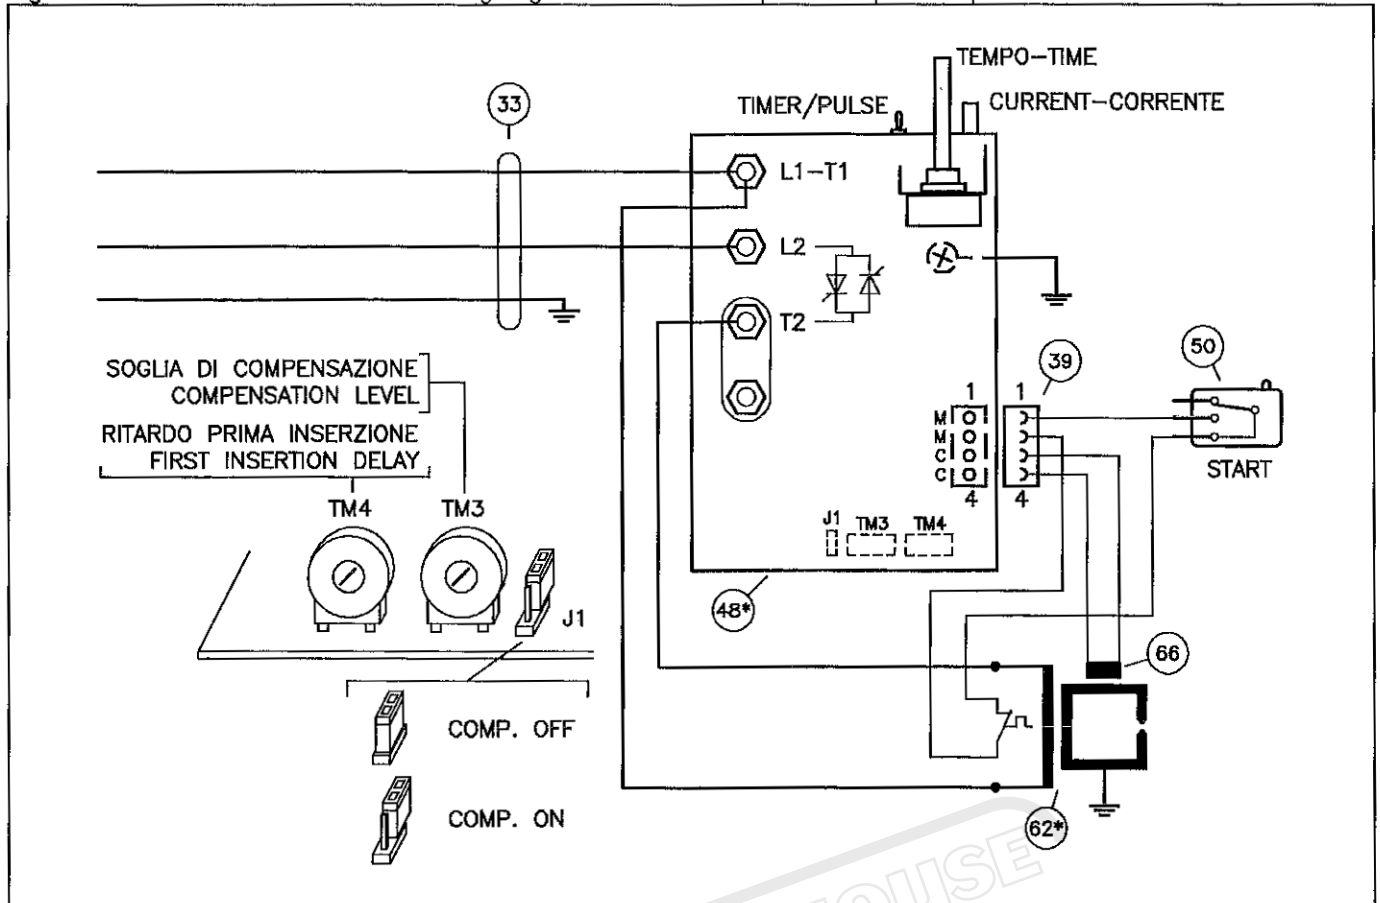 TEMPO-TIME
TIMER/PULSE
CURRENT-CORRENTE
33
L1-T1
L2
T2
SOGLIA DI COMPENSAZIONE
COMPENSATION LEVEL
RITARDO PRIMA INSERZIONE
FIRST INSERTION DELAY
TM4
TM3
39
50
1
1
M
M
C
C
4
4
START
J1
TM3
TM4
48*
J1
66
COMP. OFF
COMP. ON
62*
HOUSE